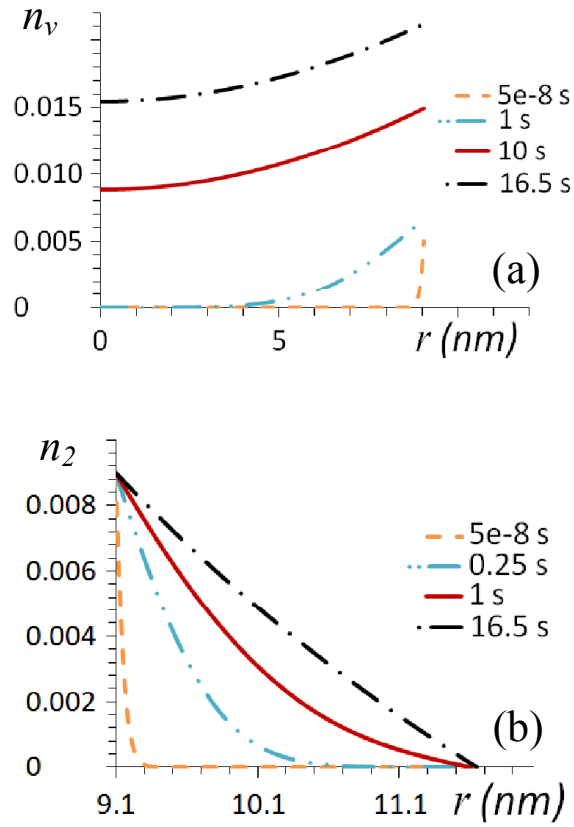 n_v
0.015
0.010
0.005
0
5e-8 s
1 s
10 s
16.5 s
(a)
0
5
r (nm)
n_2
0.008
0.006
0.004
0.002
0
5e-8 s
0.25 s
1 s
16.5 s
(b)
9.1
10.1
11.1
r (nm)